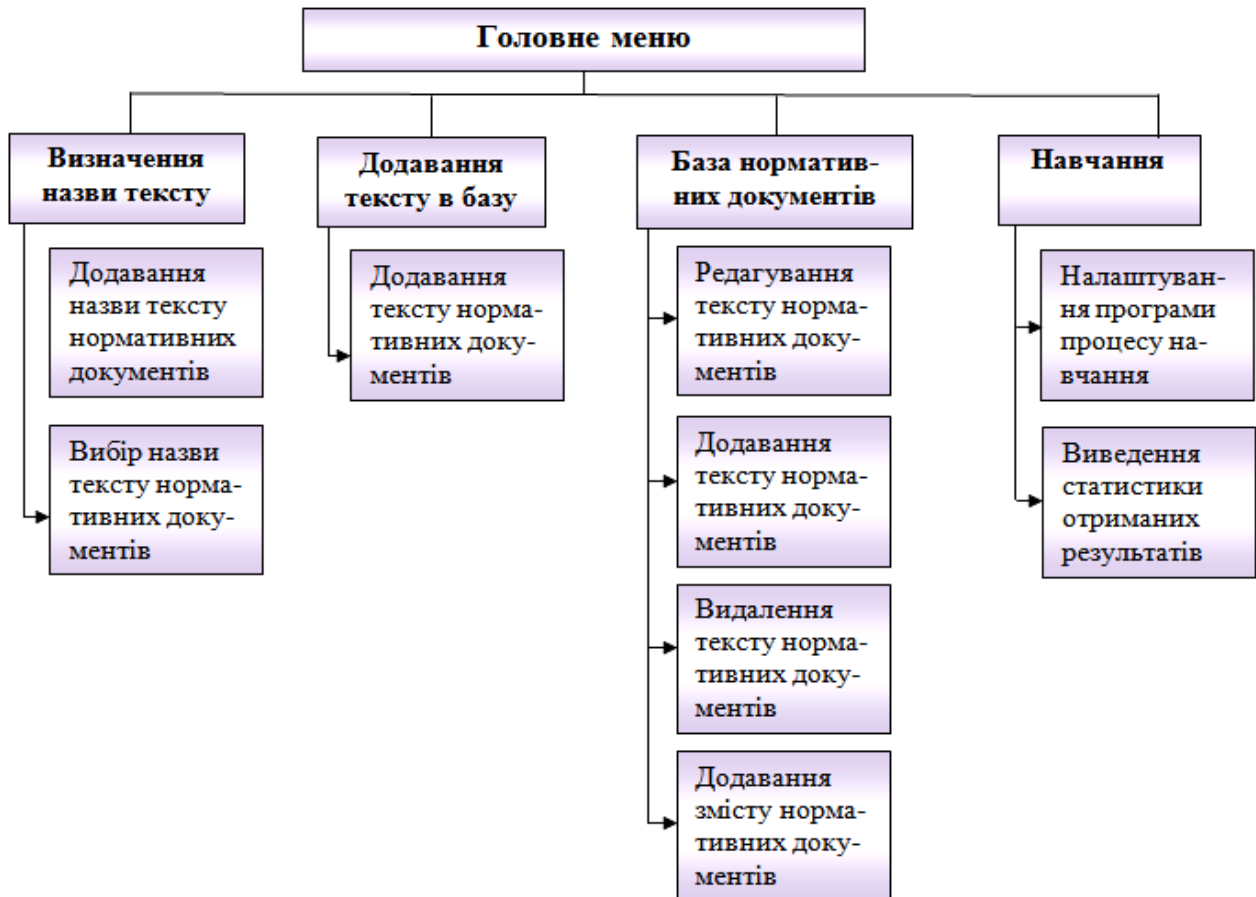 Головне меню
Визначення
назви тексту
Додавання
назви тексту
нормативних
документів
Вибір назви
тексту норма-
тивних доку-
ментів
Додавання
тексту в базу
Додавання
тексту норма-
тивних доку-
ментів
База норматив-
них документів
Редагування
тексту норма-
тивних доку-
ментів
Додавання
тексту норма-
тивних доку-
ментів
Видалення
тексту норма-
тивних доку-
ментів
Додавання
змісту норма-
тивних доку-
ментів
Навчання
Налаштуван-
ня програми
процесу на-
вчання
Виведення
статистики
отриманих
результатів